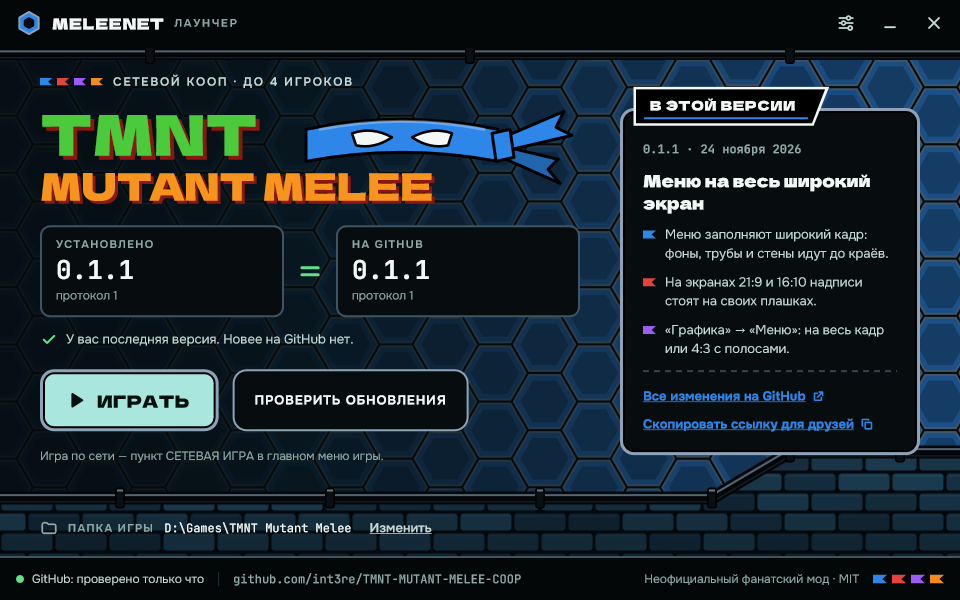 MELEENET ЛАУНЧЕР
СЕТЕВОЙ КООП · ДО 4 ИГРОКОВ
TMNT
MUTANT MELEE
УСТАНОВЛЕНО
0.1.1
протокол 1
=
НА GITHUB
0.1.1
протокол 1
У вас последняя версия. Новее на GitHub нет.
ИГРАТЬ
ПРОВЕРИТЬ ОБНОВЛЕНИЯ
Игра по сети — пункт СЕТЕВАЯ ИГРА в главном меню игры.
В ЭТОЙ ВЕРСИИ
0.1.1 · 24 ноября 2026
Меню на весь широкий
экран
Меню заполняют широкий кадр:
фоны, трубы и стены идут до краёв.
На экранах 21:9 и 16:10 надписи
стоят на своих плашках.
«Графика» → «Меню»: на весь кадр
или 4:3 с полосами.
Все изменения на GitHub
Скопировать ссылку для друзей
ПАПКА ИГРЫ D:\Games\TMNT Mutant Melee Изменить
GitHub: проверено только что github.com/int3re/TMNT-MUTANT-MELEE-COOP Неофициальный фанатский мод · MIT